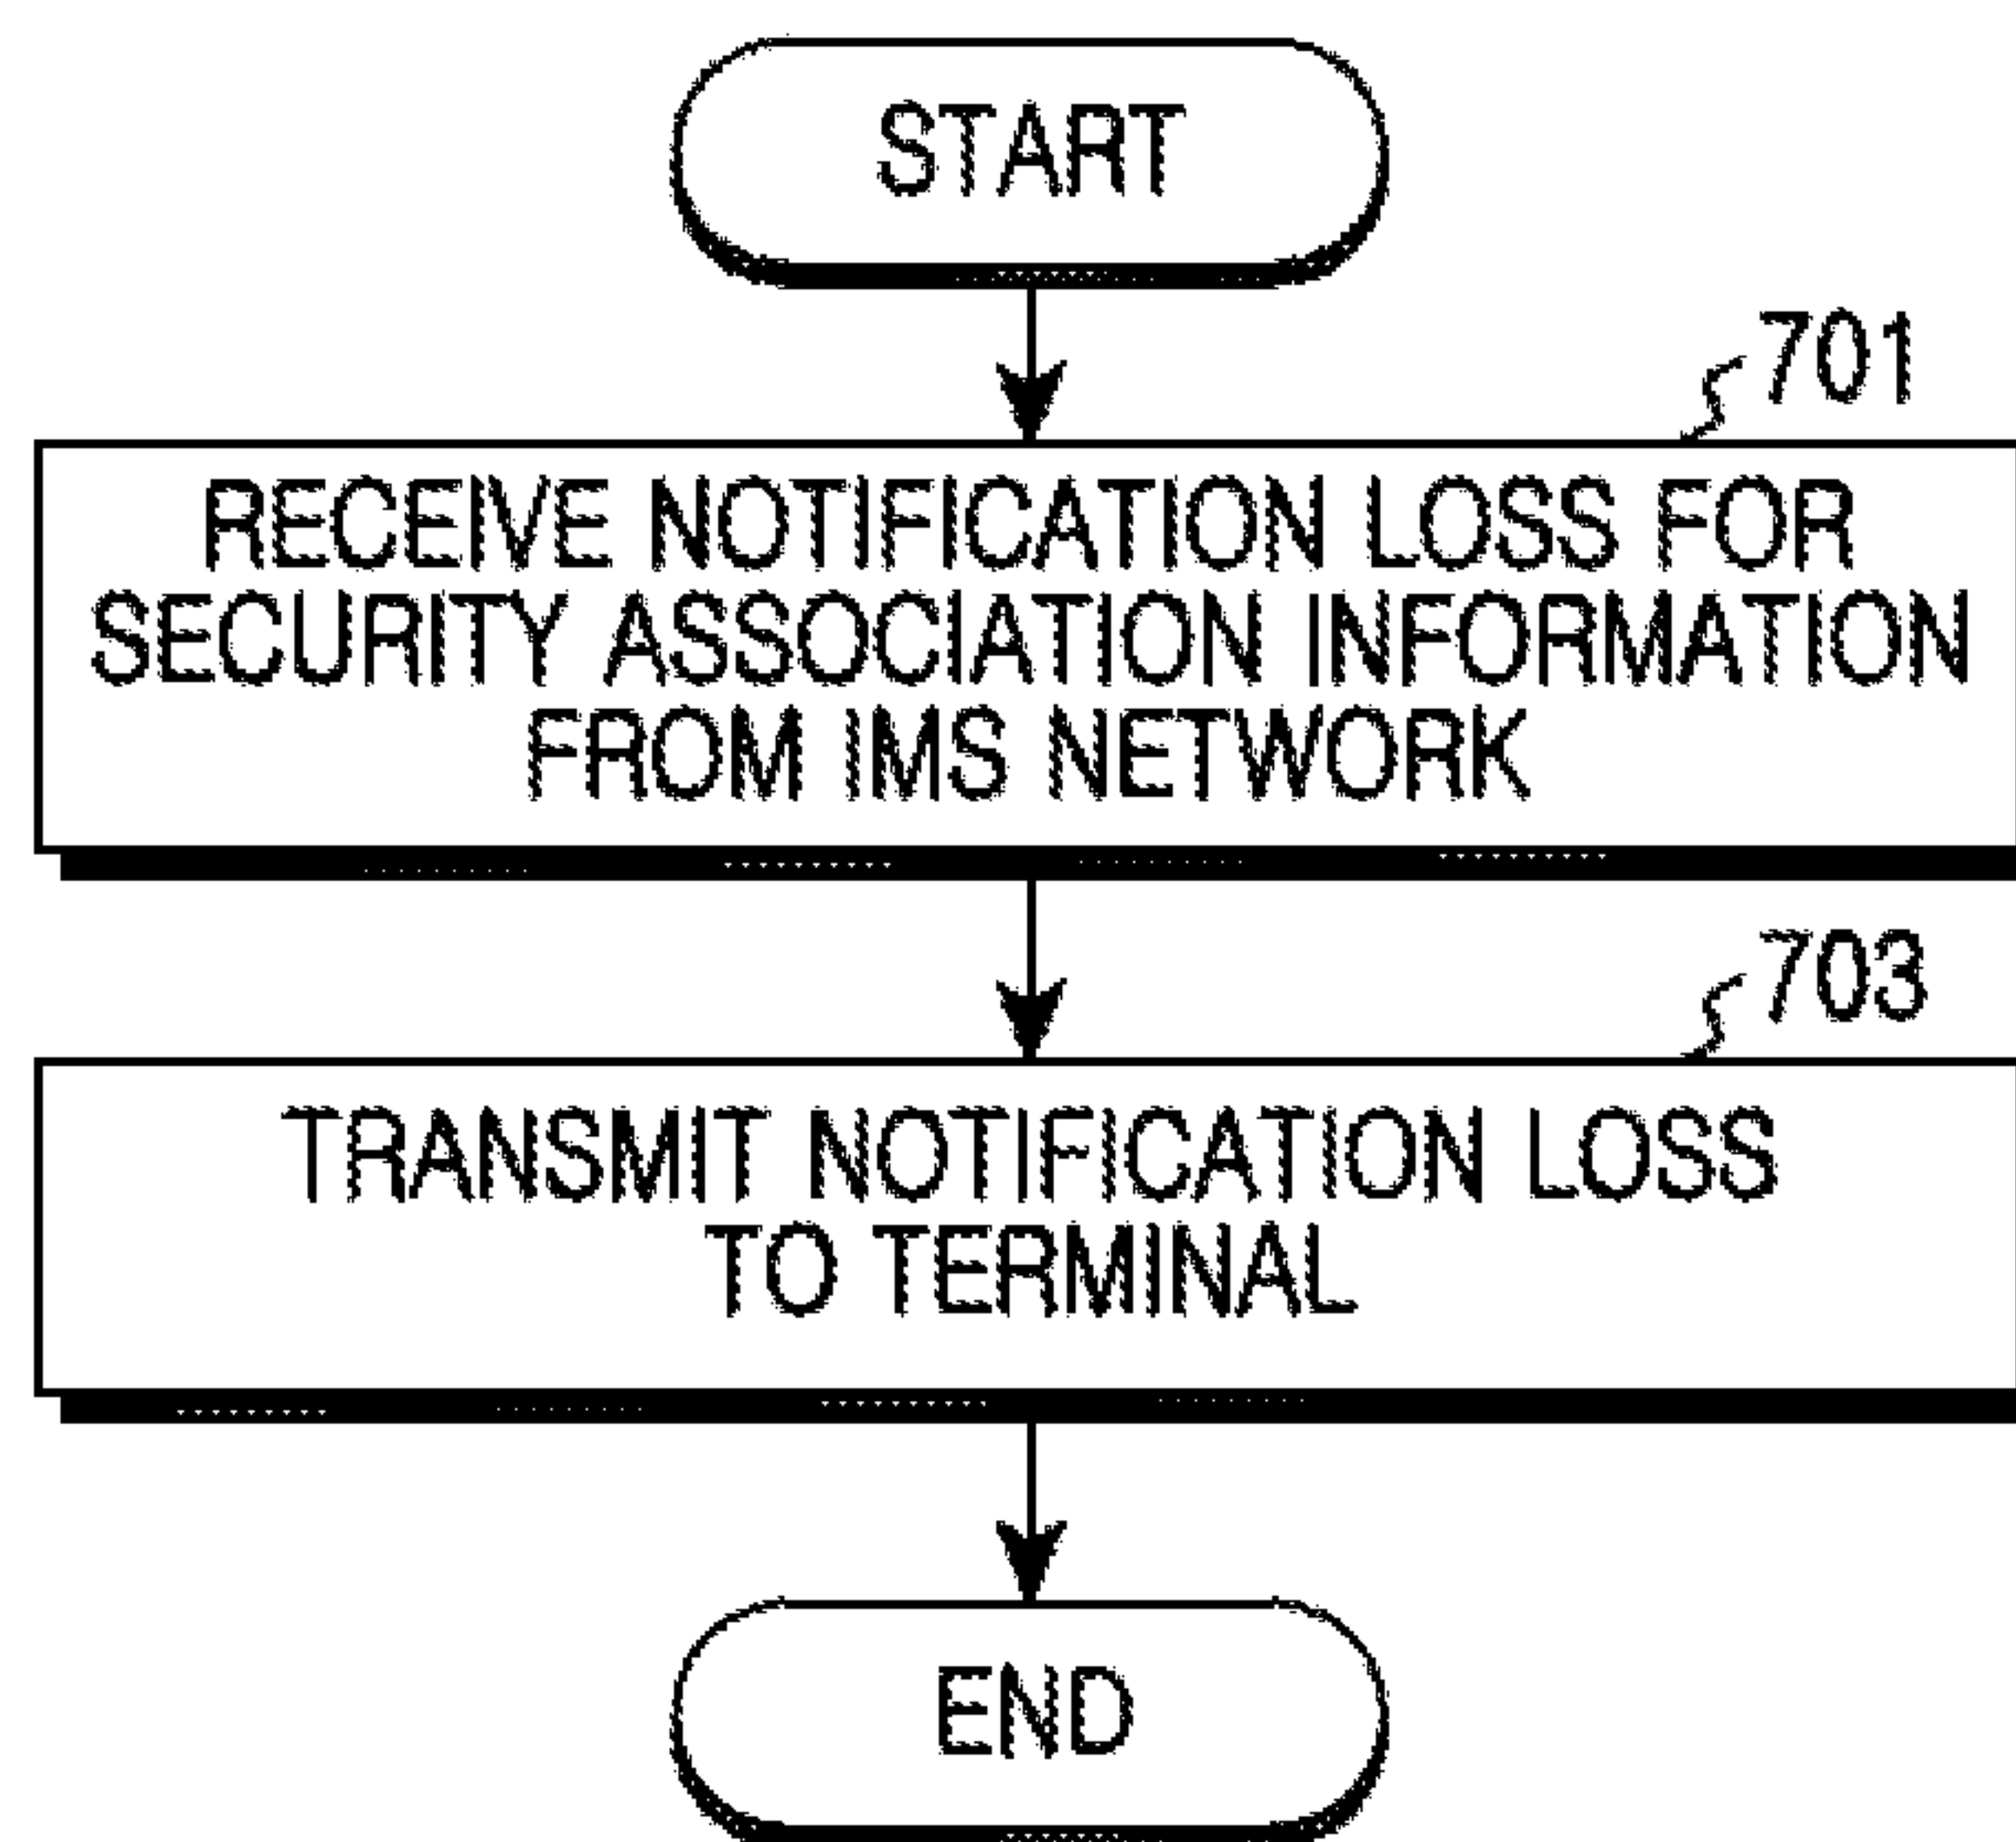 START
701
RECEIVE NOTIFICATION LOSS FOR
SECURITY ASSOCIATION INFORMATION
FROM IMS NETWORK
703
TRANSMIT NOTIFICATION LOSS
TO TERMINAL
END